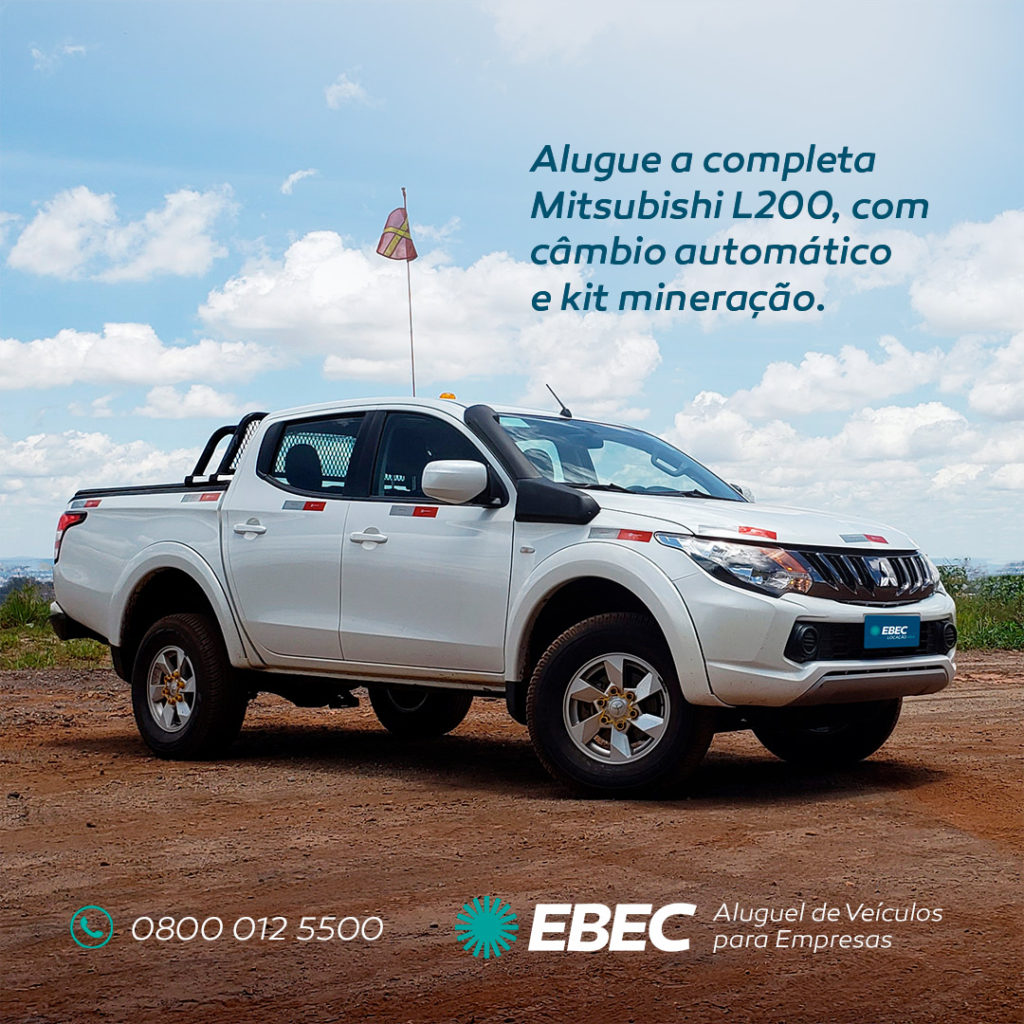 Alugue a completa
Mitsubishi L200, com
câmbio automático
e kit mineração.
EBEC
LOCAÇÃO
0800 012 5500
EBEC
Aluguel de Veículos
para Empresas